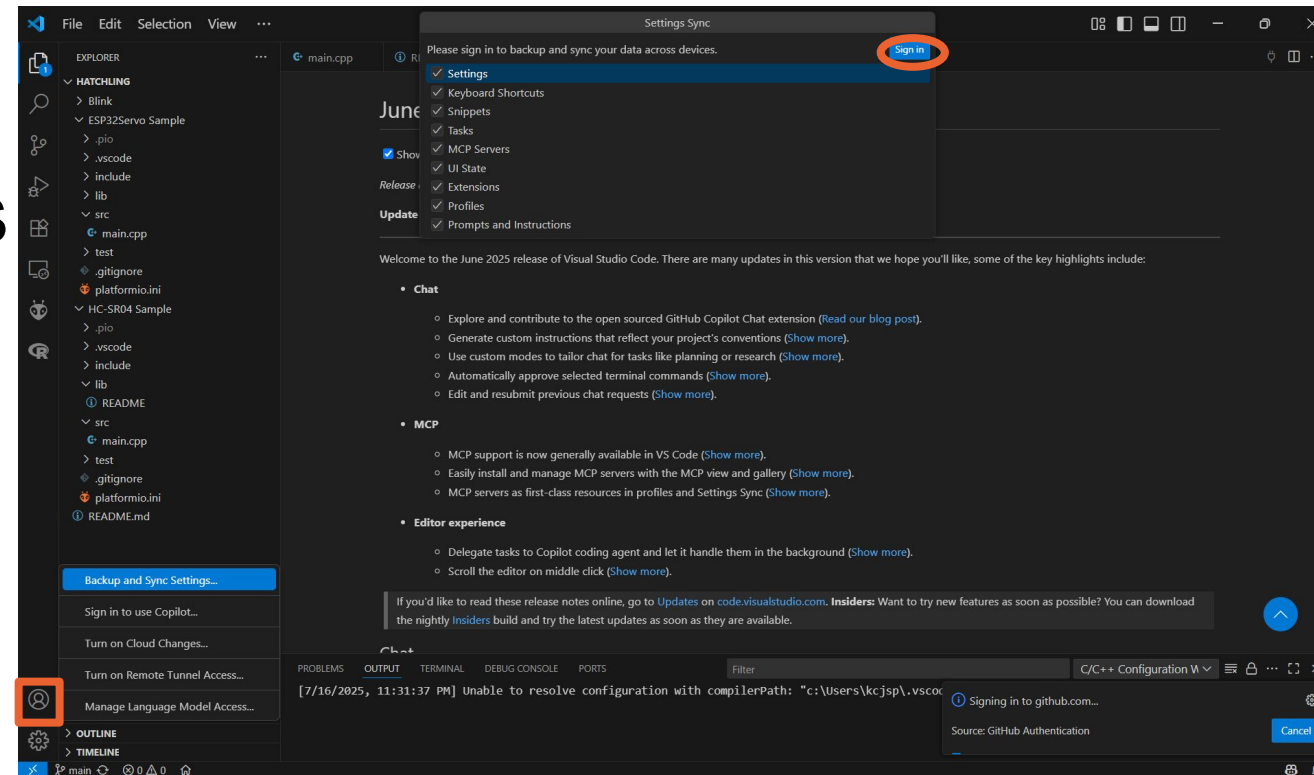 File Edit Selection View ...
Settings Sync
EXPLORER ...
main.cpp
Please sign in to backup and sync your data across devices.
Sign in
Settings
Keyboard Shortcuts
Snippets
Tasks
MCP Servers
UI State
Extensions
Profiles
Prompts and Instructions
HATCHLING
Blink
ESP32Servo Sample
.pio
.vscode
include
lib
src
main.cpp
test
.gitignore
platformio.ini
HC-SR04 Sample
.pio
.vscode
include
lib
README
src
main.cpp
test
.gitignore
platformio.ini
README.md
Backup and Sync Settings...
Sign in to use Copilot...
Turn on Cloud Changes...
Turn on Remote Tunnel Access...
Manage Language Model Access...
OUTLINE
TIMELINE
S
1
June
Release
Update
Welcome to the June 2025 release of Visual Studio Code. There are many updates in this version that we hope you'll like, some of the key highlights include:
• Chat
Explore and contribute to the open sourced GitHub Copilot Chat extension (Read our blog post).
Generate custom instructions that reflect your project's conventions (Show more).
Use custom modes to tailor chat for tasks like planning or research (Show more).
Automatically approve selected terminal commands (Show more).
Edit and resubmit previous chat requests (Show more).
• MCP
MCP support is now generally available in VS Code (Show more).
Easily install and manage MCP servers with the MCP view and gallery (Show more).
MCP servers as first-class resources in profiles and Settings Sync (Show more).
• Editor experience
Delegate tasks to Copilot coding agent and let it handle them in the background (Show more).
Scroll the editor on middle click (Show more).
If you'd like to read these release notes online, go to Updates on code.visualstudio.com. Insiders: Want to try new features as soon as possible? You can download
the nightly Insiders build and try the latest updates as soon as they are available.
PROBLEMS OUTPUT TERMINAL DEBUG CONSOLE PORTS
Filter
C/C++ Configuration
[7/16/2025, 11:31:37 PM] Unable to resolve configuration with compilerPath: "c:\Users\kcjsp\.vscod
Signing in to github.com...
Source: GitHub Authentication
Cancel
main 0 0 0